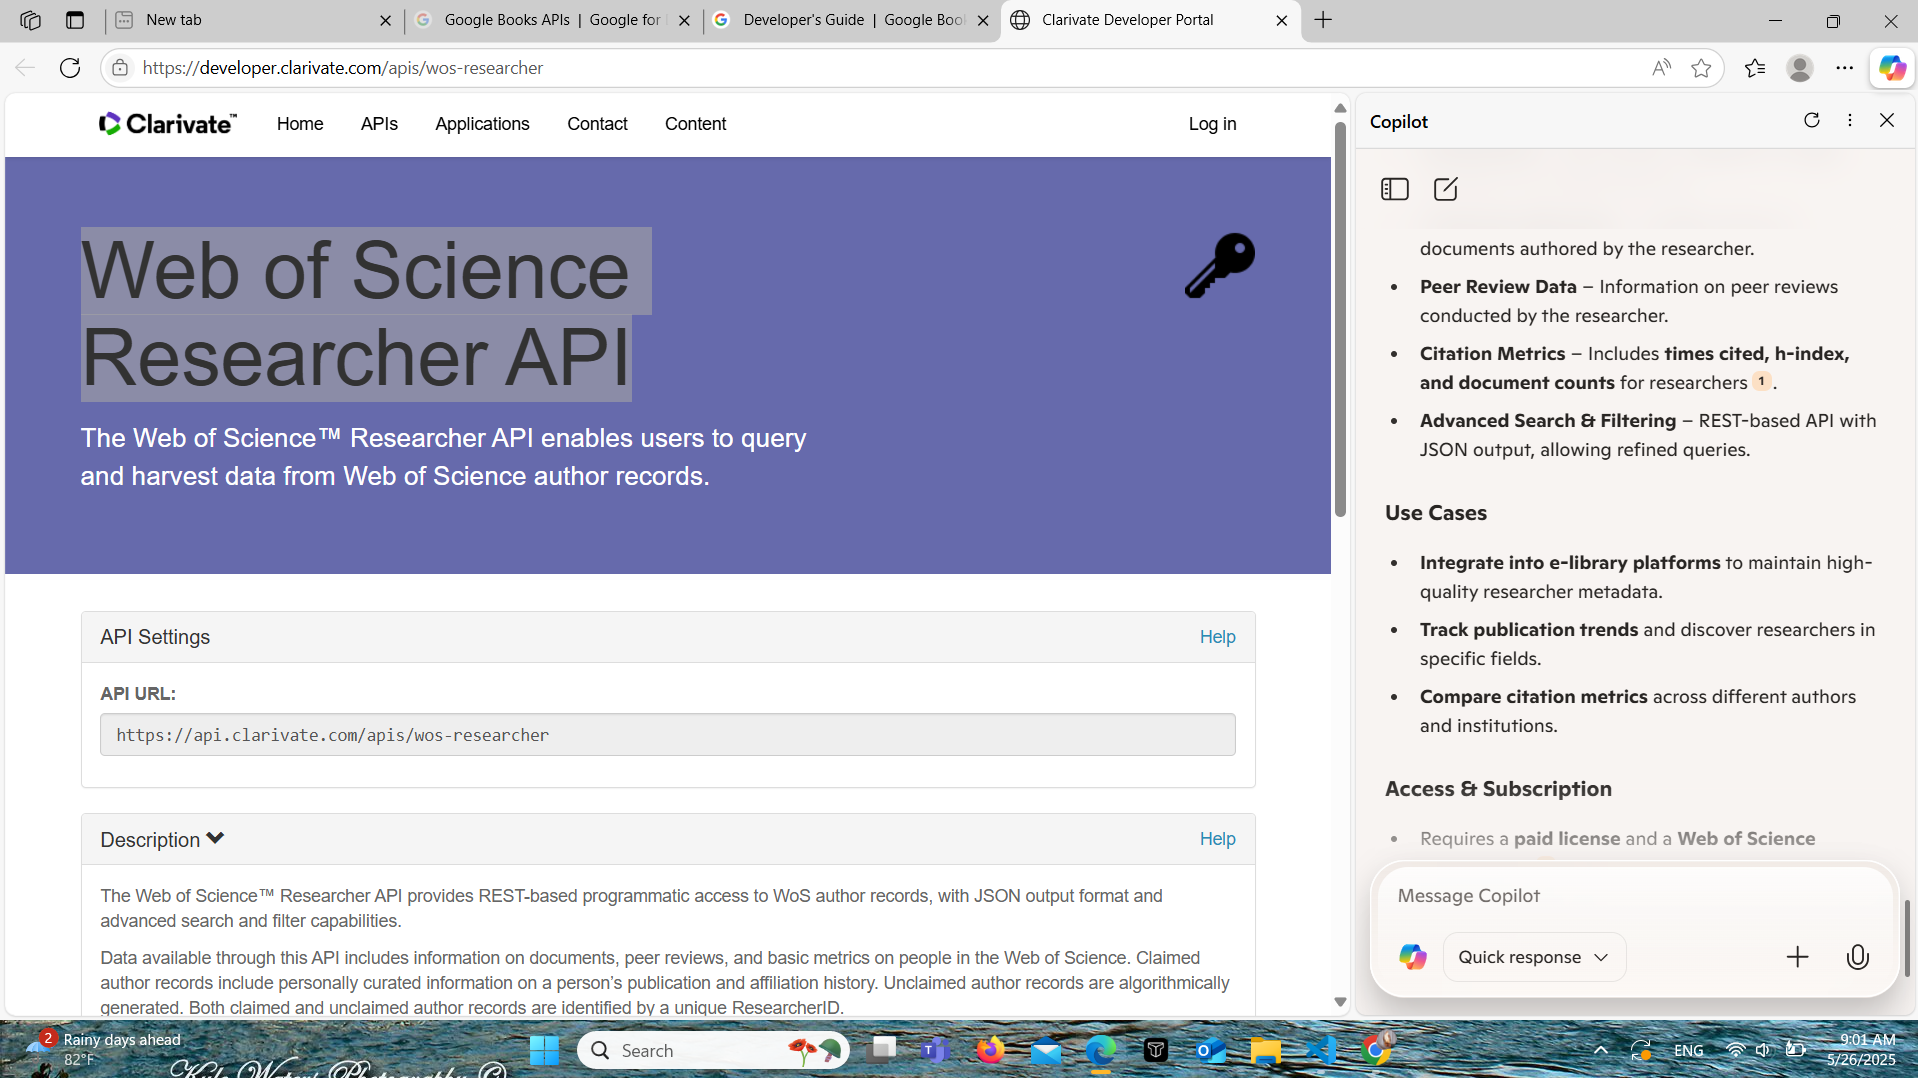 New tab
Google Books APIs | Google for
Developer's Guide | Google Boo
Clarivate Developer Portal
https://developer.clarivate.com/apis/wos-researcher
Clarivate™
Home
APIs
Applications
Contact
Content
Log in
Web of Science
Researcher API
The Web of Science™ Researcher API enables users to query
and harvest data from Web of Science author records.
API Settings
Help
API URL:
https://api.clarivate.com/apis/wos-researcher
Description
Help
The Web of Science™ Researcher API provides REST-based programmatic access to WoS author records, with JSON output format and
advanced search and filter capabilities.
Data available through this API includes information on documents, peer reviews, and basic metrics on people in the Web of Science. Claimed
author records include personally curated information on a person's publication and affiliation history. Unclaimed author records are algorithmically
generated. Both claimed and unclaimed author records are identified by a unique ResearcherID.
Copilot
documents authored by the researcher.
• Peer Review Data – Information on peer reviews
conducted by the researcher.
• Citation Metrics – Includes times cited, h-index,
and document counts for researchers 1 .
• Advanced Search & Filtering – REST-based API with
JSON output, allowing refined queries.
Use Cases
• Integrate into e-library platforms to maintain high-
quality researcher metadata.
• Track publication trends and discover researchers in
specific fields.
• Compare citation metrics across different authors
and institutions.
Access & Subscription
• Requires a paid license and a Web of Science
Message Copilot
Quick response
2
Rainy days ahead
82°F
Search
ENG
9:01 AM
5/26/2025